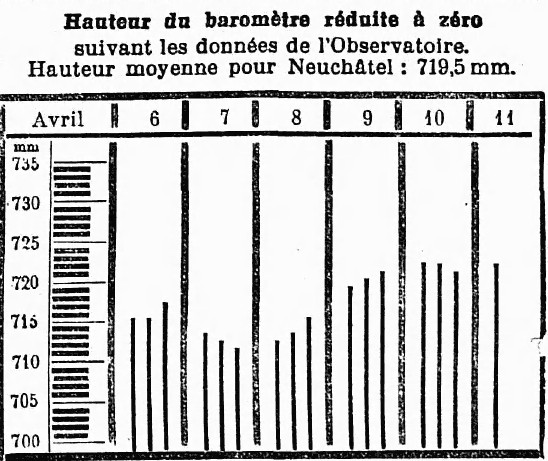 Hauteur du baromètre réduite à zéro
suivant les données de l'Observatoire.
Hauteur moyenne pour Neuchâtel : 719,5 mm.
Avril 6 7 8 9 10 11
mm
735
730
725
720
715
710
705
700